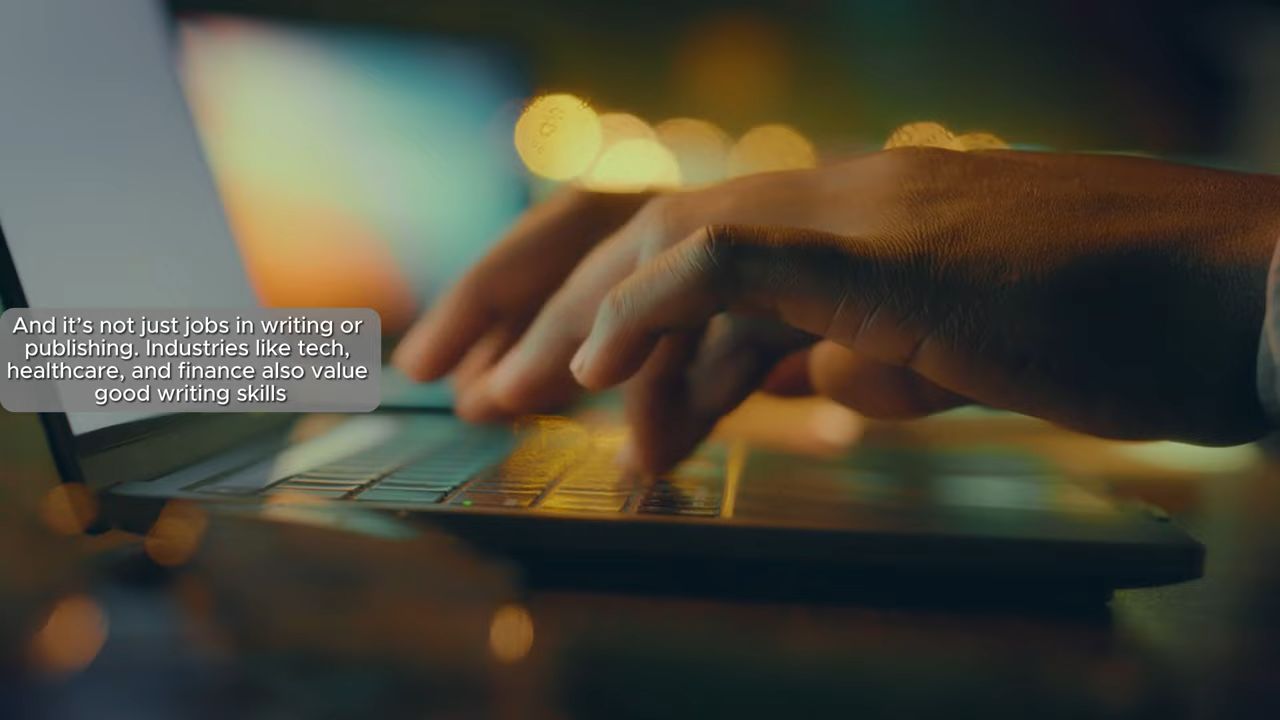 And it's not just jobs in writing or
publishing. Industries like tech,
healthcare, and finance also value
good writing skills